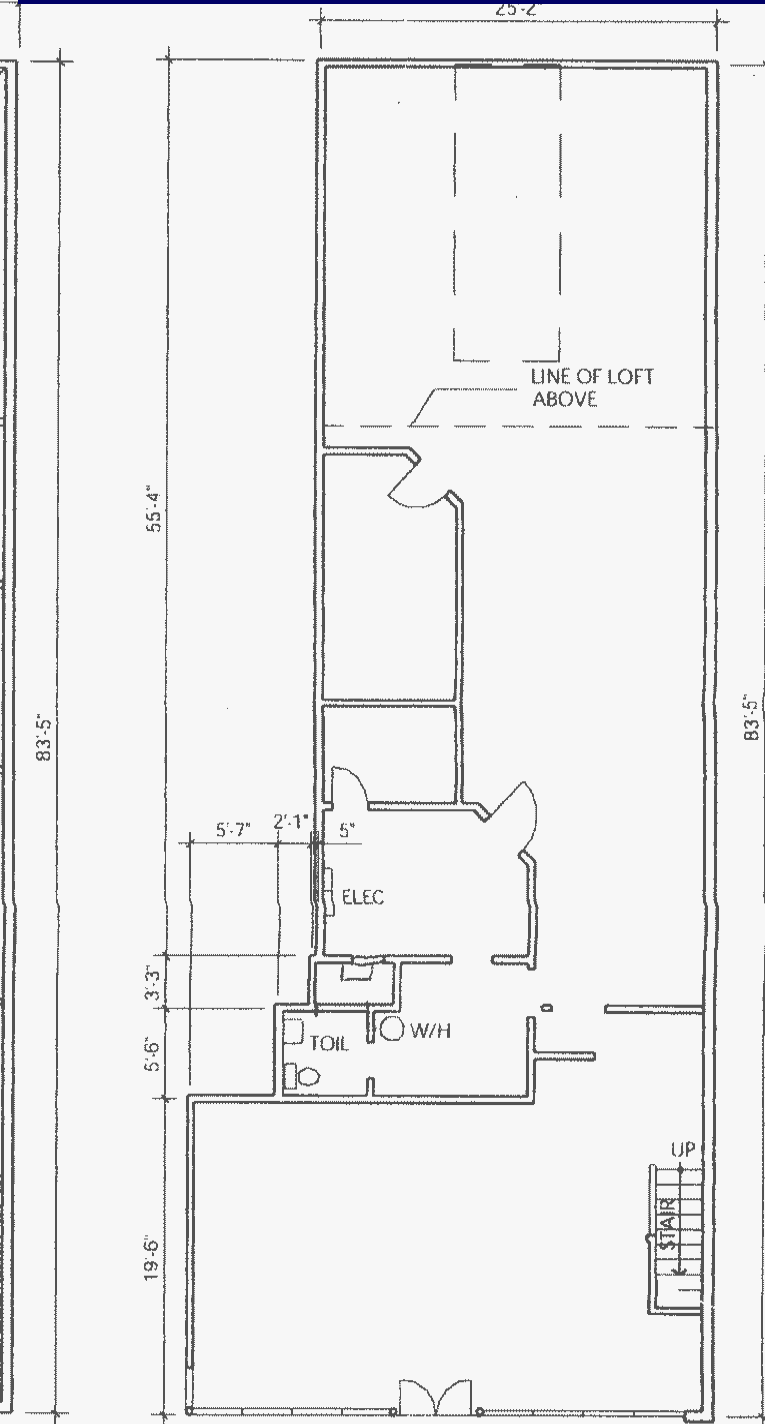 25'-2"
LINE OF LOFT
ABOVE
55'-4"
83'-5"
83'-5"
5'-7"
2'-1"
5"
ELEC
3'-3"
TOIL
W/H
5'-6"
UP
STAIR
19'-6"